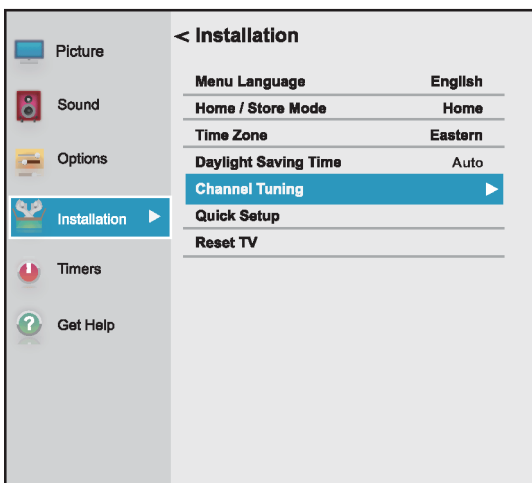 Picture
Sound
Options
Installation
Timers
Get Help
< Installation
Menu Language English
Home / Store Mode Home
Time Zone Eastern
Daylight Saving Time Auto
Channel Tuning
Quick Setup
Reset TV